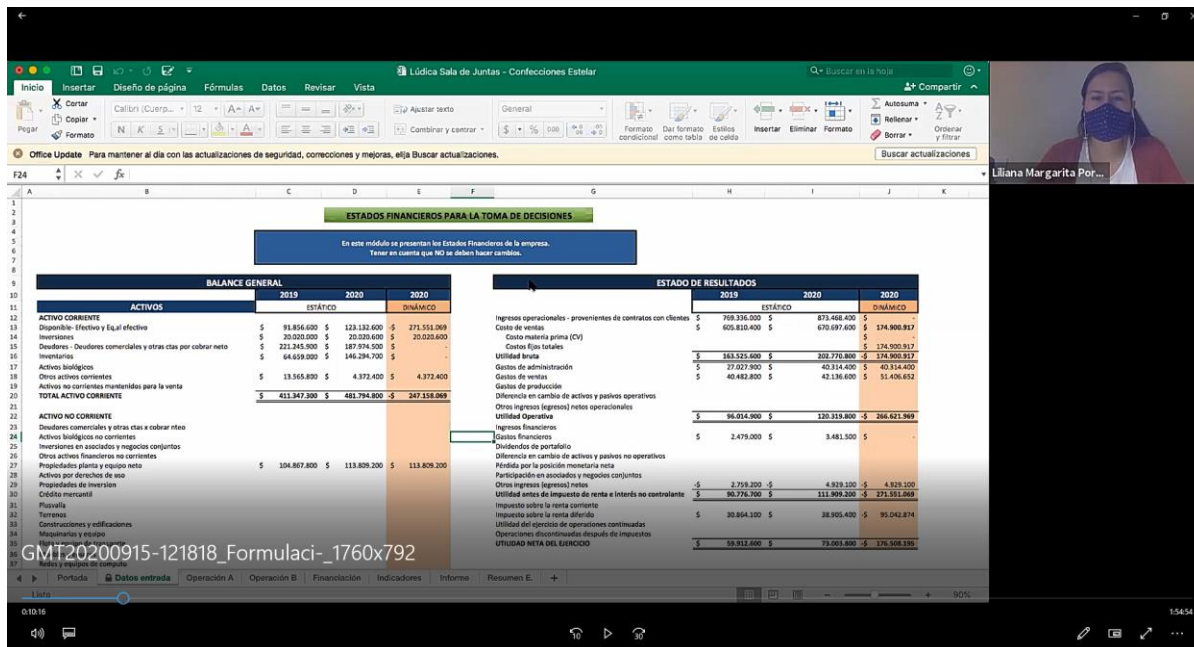 Lúdica Sala de Juntas - Confecciones Estelar
Buscar en la hoja
Inicio Insertar Diseño de página Fórmulas Datos Revisar Vista
Compartir
Pegar
Cortar
Copiar
Formato
Calibri (Cuerp... 12 A A
N K S
Ajustar texto
Combinar y centrar
General
$ % 000
Formato condicional
Dar formato como tabla
Estilos de celda
Insertar Eliminar Formato
Autosuma
Rellenar
Borrar
Ordenar y filtrar
Office Update Para mantener al día con las actualizaciones de seguridad, correcciones y mejoras, elija Buscar actualizaciones.
Buscar actualizaciones
Liliana Margarita Por...
F24 fx
A B C D E F G H I J K
ESTADOS FINANCIEROS PARA LA TOMA DE DECISIONES
En este módulo se presentan los Estados Financieros de la empresa.
Tener en cuenta que NO se deben hacer cambios.
BALANCE GENERAL
2019 2020 2020
ACTIVOS ESTÁTICO DINÁMICO
ACTIVO CORRIENTE
Disponible- Efectivo y Eq,al efectivo $ 91.856.600 $ 123.132.600 -$ 271.551.069
Inversiones $ 20.020.000 $ 20.020.600 $ 20.020.600
Deudores - Deudores comerciales y otras ctas por cobrar neto $ 221.245.900 $ 187.974.500 $ -
Inventarios $ 64.659.000 $ 146.294.700 $ -
Activos biológicos
Otros activos corrientes $ 13.565.800 $ 4.372.400 $ 4.372.400
Activos no corrientes mantenidos para la venta
TOTAL ACTIVO CORRIENTE $ 411.347.300 $ 481.794.800 -$ 247.158.069
ACTIVO NO CORRIENTE
Deudores comerciales y otras ctas x cobrar nteo
Activos biológicos no corrientes
Inversiones en asociados y negocios conjuntos
Otros activos financieros no corrientes
Propiedades planta y equipo neto $ 104.867.800 $ 113.809.200 $ 113.809.200
Activos por derechos de uso
Propiedades de inversion
Crédito mercantil
Plusvalía
Terrenos
Construcciones y edificaciones
Maquinarias y equipo
Redes y equipos de computo
ESTADO DE RESULTADOS
2019 2020 2020
ESTÁTICO DINÁMICO
Ingresos operacionales - provenientes de contratos con clientes $ 769.336.000 $ 873.468.400 $ -
Costo de ventas $ 605.810.400 $ 670.697.600 $ 174.900.917
Costo materia prima (CV) $ -
Costos fijos totales $ 174.900.917
Utilidad bruta $ 163.525.600 $ 202.770.800 -$ 174.900.917
Gastos de administración $ 27.027.900 $ 40.314.400 $ 40.314.400
Gastos de ventas $ 40.482.800 $ 42.136.600 $ 51.406.652
Gastos de producción
Diferencia en cambio de activos y pasivos operativos
Otros ingresos (egresos) netos operacionales
Utilidad Operativa $ 96.014.900 $ 120.319.800 -$ 266.621.969
Ingresos financieros
Gastos financieros $ 2.479.000 $ 3.481.500 $ -
Dividendos de portafolio
Diferencia en cambio de activos y pasivos no operativos
Pérdida por la posición monetaria neta
Participación en asociados y negocios conjuntos
Otros ingresos (egresos) netos -$ 2.759.200 -$ 4.929.100 -$ 4.929.100
Utilidad antes de impuesto de renta e interés no controlante $ 90.776.700 $ 111.909.200 -$ 271.551.069
Impuesto sobre la renta corriente
Impuesto sobre la renta diferido $ 30.864.100 $ 38.905.400 -$ 95.042.874
Utilidad del ejercicio de operaciones continuadas
Operaciones discontinuadas después de impuestos
UTILIDAD NETA DEL EJERCICIO $ 59.912.600 $ 73.003.800 -$ 176.508.195
GMT20200915-121818_Formulaci-_1760x792
Portada Datos entrada Operación A Operación B Financiación Indicadores Informe Resumen E. +
Listo
90%
0:10:16
1:54:54
10
30